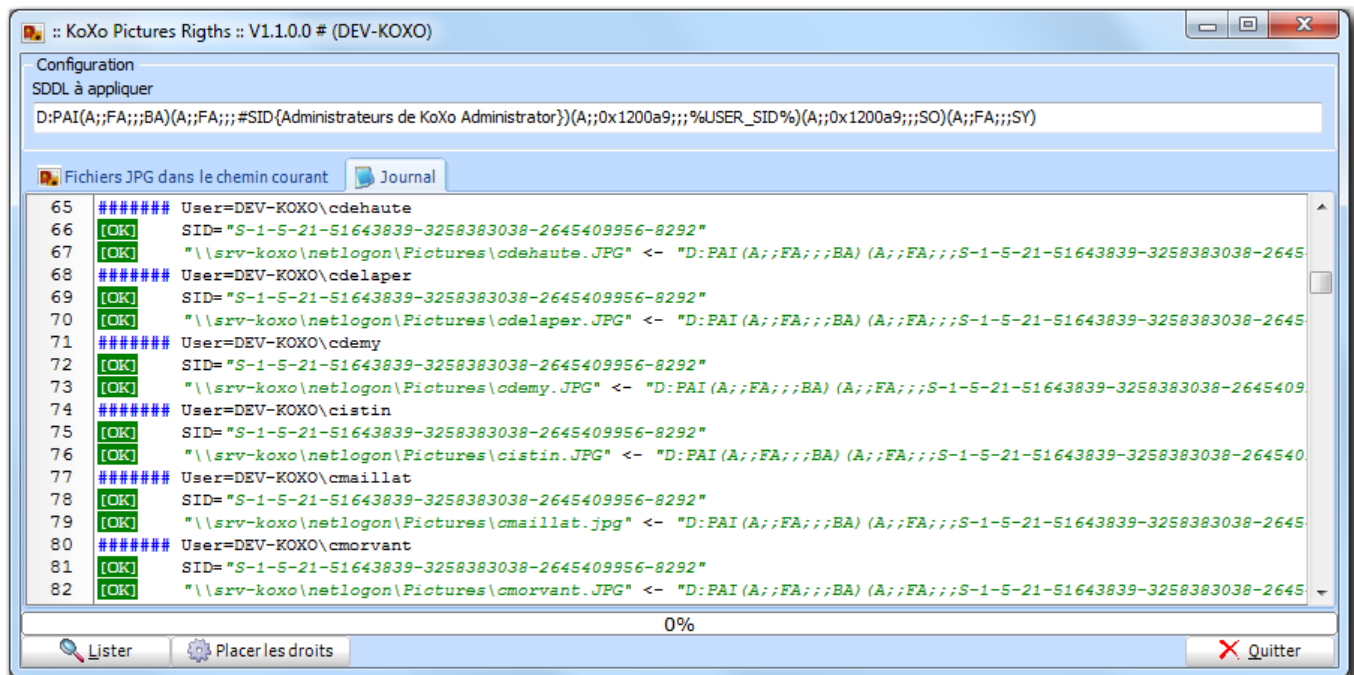 :: KoXo Pictures Rigths :: V1.1.0.0 # (DEV-KOXO)
Configuration
SDDL à appliquer
D:PAI(A;;FA;;;BA)(A;;FA;;;#SID{Administrateurs de KoXo Administrator})(A;;0x1200a9;;;%USER_SID%)(A;;0x1200a9;;;SO)(A;;FA;;;SY)
Fichiers JPG dans le chemin courant Journal
65 ####### User=DEV-KOXO\cdehaute
66 [OK] SID="S-1-5-21-51643839-3258383038-2645409956-8292"
67 [OK] "\\srv-koxo\netlogon\Pictures\cdehaute.JPG" <- "D:PAI(A;;FA;;;BA)(A;;FA;;;S-1-5-21-51643839-3258383038-2645
68 ####### User=DEV-KOXO\cdelaper
69 [OK] SID="S-1-5-21-51643839-3258383038-2645409956-8292"
70 [OK] "\\srv-koxo\netlogon\Pictures\cdelaper.JPG" <- "D:PAI(A;;FA;;;BA)(A;;FA;;;S-1-5-21-51643839-3258383038-2645
71 ####### User=DEV-KOXO\cdemy
72 [OK] SID="S-1-5-21-51643839-3258383038-2645409956-8292"
73 [OK] "\\srv-koxo\netlogon\Pictures\cdemy.JPG" <- "D:PAI(A;;FA;;;BA)(A;;FA;;;S-1-5-21-51643839-3258383038-2645409
74 ####### User=DEV-KOXO\cistin
75 [OK] SID="S-1-5-21-51643839-3258383038-2645409956-8292"
76 [OK] "\\srv-koxo\netlogon\Pictures\cistin.JPG" <- "D:PAI(A;;FA;;;BA)(A;;FA;;;S-1-5-21-51643839-3258383038-264540
77 ####### User=DEV-KOXO\cmaillat
78 [OK] SID="S-1-5-21-51643839-3258383038-2645409956-8292"
79 [OK] "\\srv-koxo\netlogon\Pictures\cmaillat.jpg" <- "D:PAI(A;;FA;;;BA)(A;;FA;;;S-1-5-21-51643839-3258383038-2645
80 ####### User=DEV-KOXO\cmorvant
81 [OK] SID="S-1-5-21-51643839-3258383038-2645409956-8292"
82 [OK] "\\srv-koxo\netlogon\Pictures\cmorvant.JPG" <- "D:PAI(A;;FA;;;BA)(A;;FA;;;S-1-5-21-51643839-3258383038-2645
0%
Lister Placer les droits Quitter